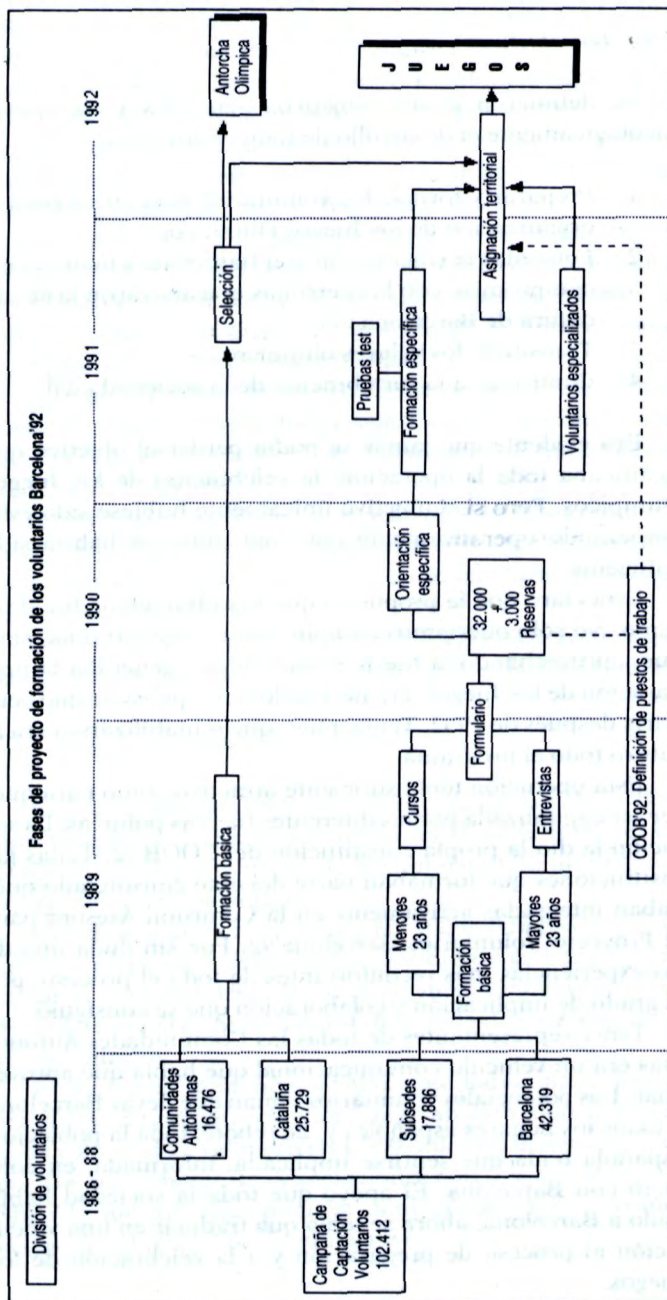 Fases del proyecto de formación de los voluntarios Barcelona'92
División de voluntarios
1986 - 88
1989
1990
1991
1992
Campaña de
Captación
Voluntarios
102.412
Comunidades
Autónomas
16.478
Cataluña
25.729
Formación básica
Selección
Antorcha
Olímpica
Subsedes
17.886
Barcelona
42.319
Formación
básica
Menores
23 años
Cursos
Mayores
23 años
Entrevistas
Formulario
32.000
+
3.000
Reservas
Orientación
específica
Pruebas/test
Formación específica
Voluntarios especializados
Asignación territorial
JUEGOS
COOB'92. Definición de puestos de trabajo